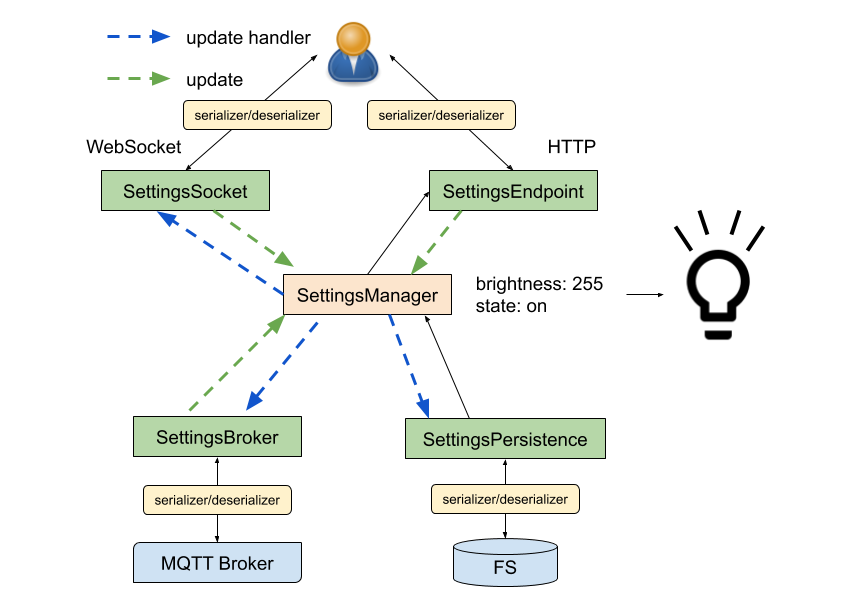 update handler
update
serializer/deserializer
serializer/deserializer
WebSocket
HTTP
SettingsSocket
SettingsEndpoint
SettingsManager
brightness: 255
state: on
SettingsBroker
SettingsPersistence
serializer/deserializer
serializer/deserializer
MQTT Broker
FS